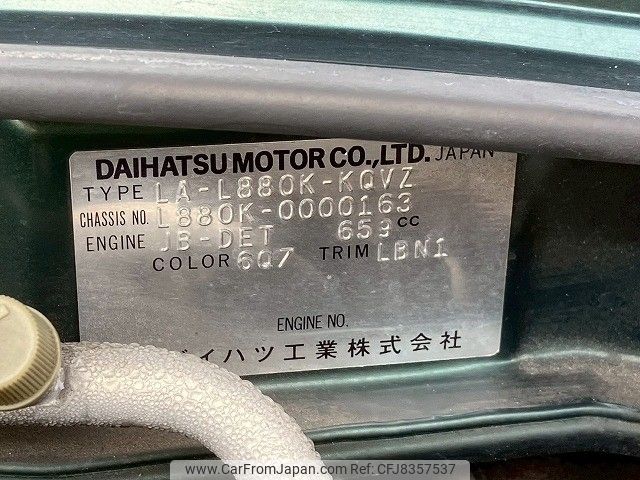 DAIHATSU MOTOR CO.,LTD. JAPAN
TYPE LA-L880K-KQVZ
CHASSIS NO. L880K-0000163
ENGINE JB-DET 659 CC
COLOR 6Q7 TRIM LBN1
ENGINE NO.
ダイハツ工業株式会社
www.CarFromJapan.com | CFJ8357537